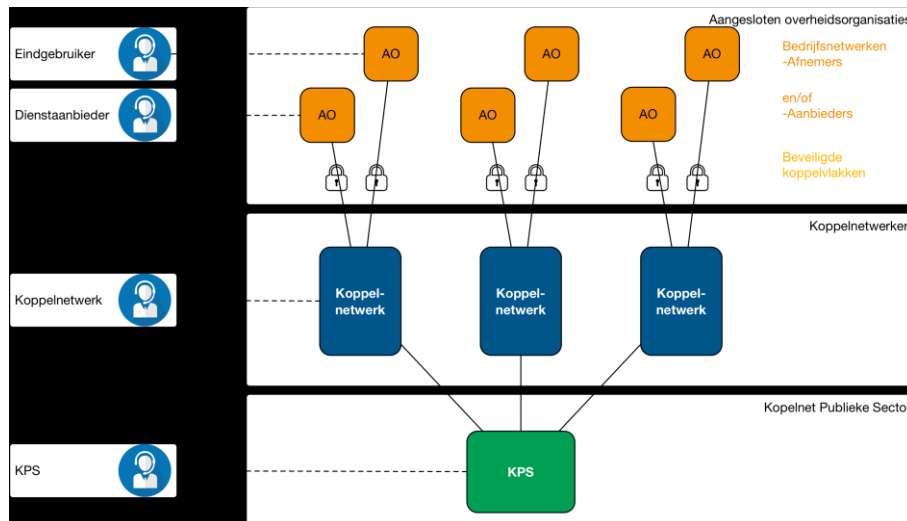 Aangesloten overheidsorganisaties
Eindgebruiker
AO
AO
AO
Bedrijfsnetwerken
-Afnemers
Dienstaanbieder
AO
AO
AO
en/of
-Aanbieders
Beveiligde
koppelvlakken
Koppelnetwerken
Koppelnetwerk
Koppel-
netwerk
Koppel-
netwerk
Koppel-
netwerk
Kopelnet Publieke Sector
KPS
KPS